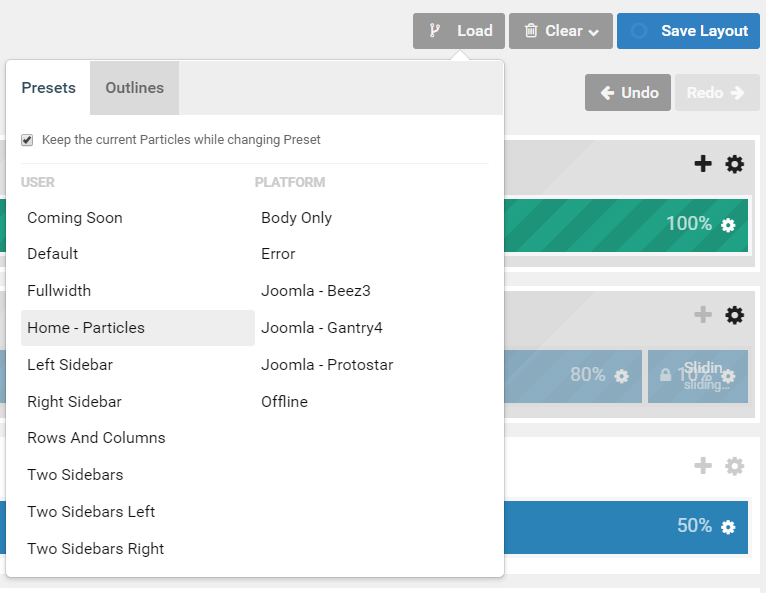 Load
Clear
Save Layout
Presets
Outlines
Undo
Redo
Keep the current Particles while changing Preset
USER
PLATFORM
Coming Soon
Body Only
100%
Default
Error
Fullwidth
Joomla - Beez3
Home - Particles
Joomla - Gantry4
Left Sidebar
Joomla - Protostar
80%
10%
Slidin...
sliding...
Right Sidebar
Offline
Rows And Columns
Two Sidebars
Two Sidebars Left
50%
Two Sidebars Right